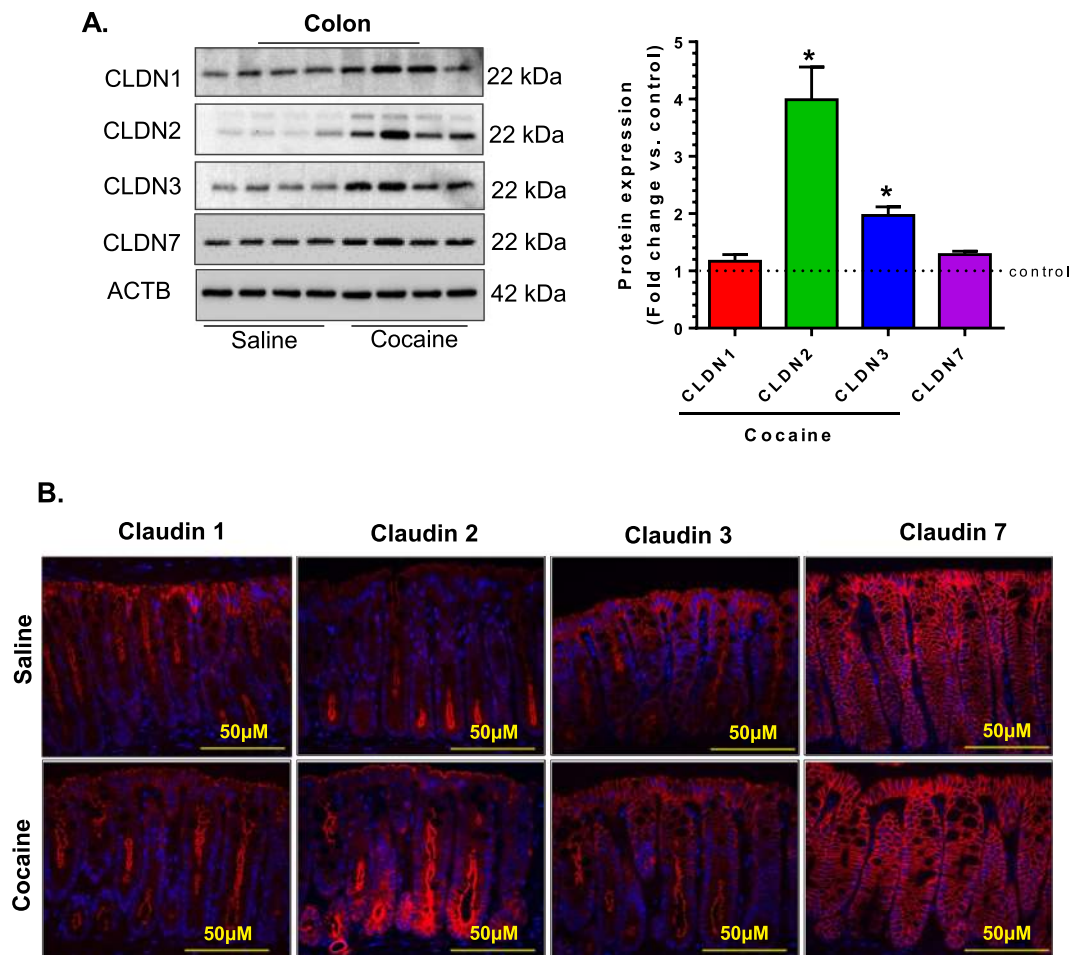 A.
Colon
CLDN1
22 kDa
CLDN2
22 kDa
CLDN3
22 kDa
CLDN7
22 kDa
ACTB
42 kDa
Saline
Cocaine
Protein expression
(Fold change vs. control)
5
4
3
2
1
0
*
*
control
CLDN1
CLDN2
CLDN3
CLDN7
Cocaine
B.
Claudin 1
Claudin 2
Claudin 3
Claudin 7
Saline
50µM
50µM
50µM
50µM
Cocaine
50µM
50µM
50µM
50µM